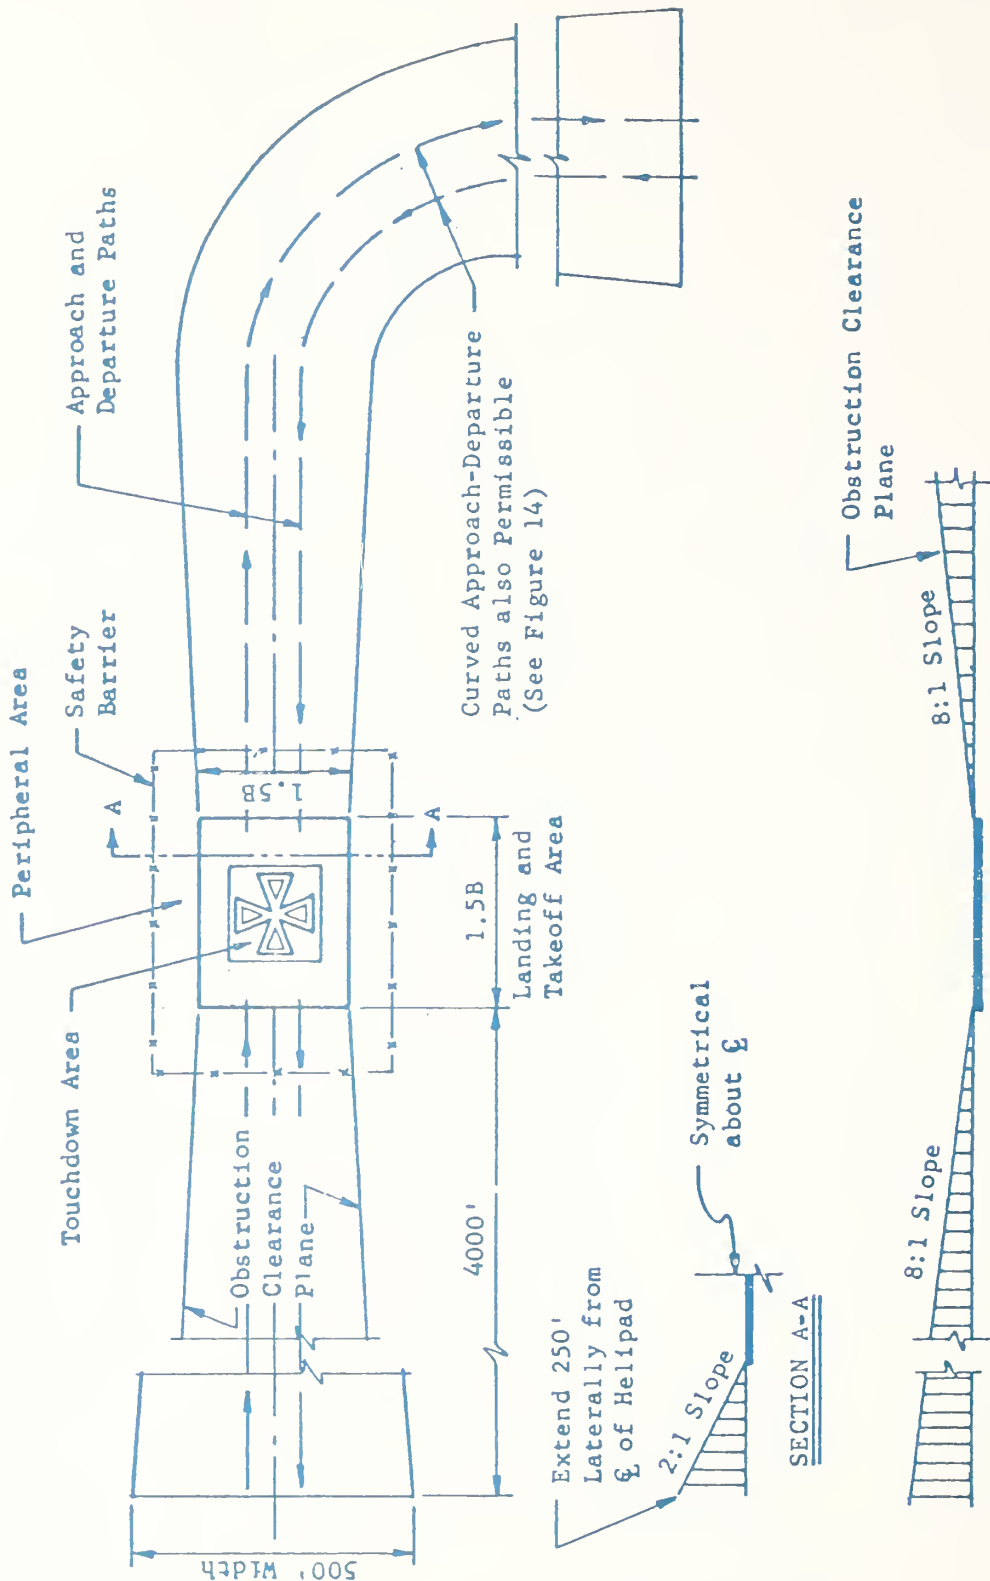 Peripheral Area
Safety
Barrier
Approach and
Departure Paths
Touchdown Area
A
A
1.5B
Obstruction
Clearance
Plane
500' Width
4000'
1.5B
Landing and
Takeoff Area
Curved Approach-Departure
Paths also Permissible
(See Figure 14)
Extend 250'
Laterally from
℄ of Helipad
2:1 Slope
Symmetrical
about ℄
SECTION A-A
Obstruction Clearance
Plane
8:1 Slope
8:1 Slope